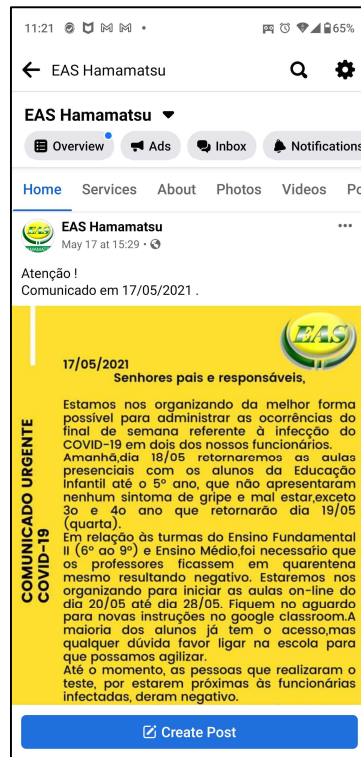 11:21
65%
EAS Hamamatsu
EAS Hamamatsu
Overview
Ads
Inbox
Notifications
Home
Services
About
Photos
Videos
Po
EAS
EAS Hamamatsu
May 17 at 15:29
Atenção !
Comunicado em 17/05/2021 .
EAS
COMUNICADO URGENTE
COVID-19
17/05/2021
Senhores pais e responsáveis,
Estamos nos organizando da melhor forma
possível para administrar as ocorrências do
final de semana referente à infecção do
COVID-19 em dois dos nossos funcionários.
Amanhã,dia 18/05 retornaremos as aulas
presenciais com os alunos da Educação
Infantil até o 5º ano, que não apresentaram
nenhum sintoma de gripe e mal estar,exceto
3o e 4o ano que retornarão dia 19/05
(quarta).
Em relação às turmas do Ensino Fundamental
II (6º ao 9º) e Ensino Médio,foi necessaŕio que
os professores ficassem em quarentena
mesmo resultando negativo. Estaremos nos
organizando para iniciar as aulas on-line do
dia 20/05 até dia 28/05. Fiquem no aguardo
para novas instruções no google classroom.A
maioria dos alunos já tem o acesso,mas
qualquer dúvida favor ligar na escola para
que possamos agilizar.
Até o momento, as pessoas que realizaram o
teste, por estarem próximas às funcionárias
infectadas, deram negativo.
Create Post